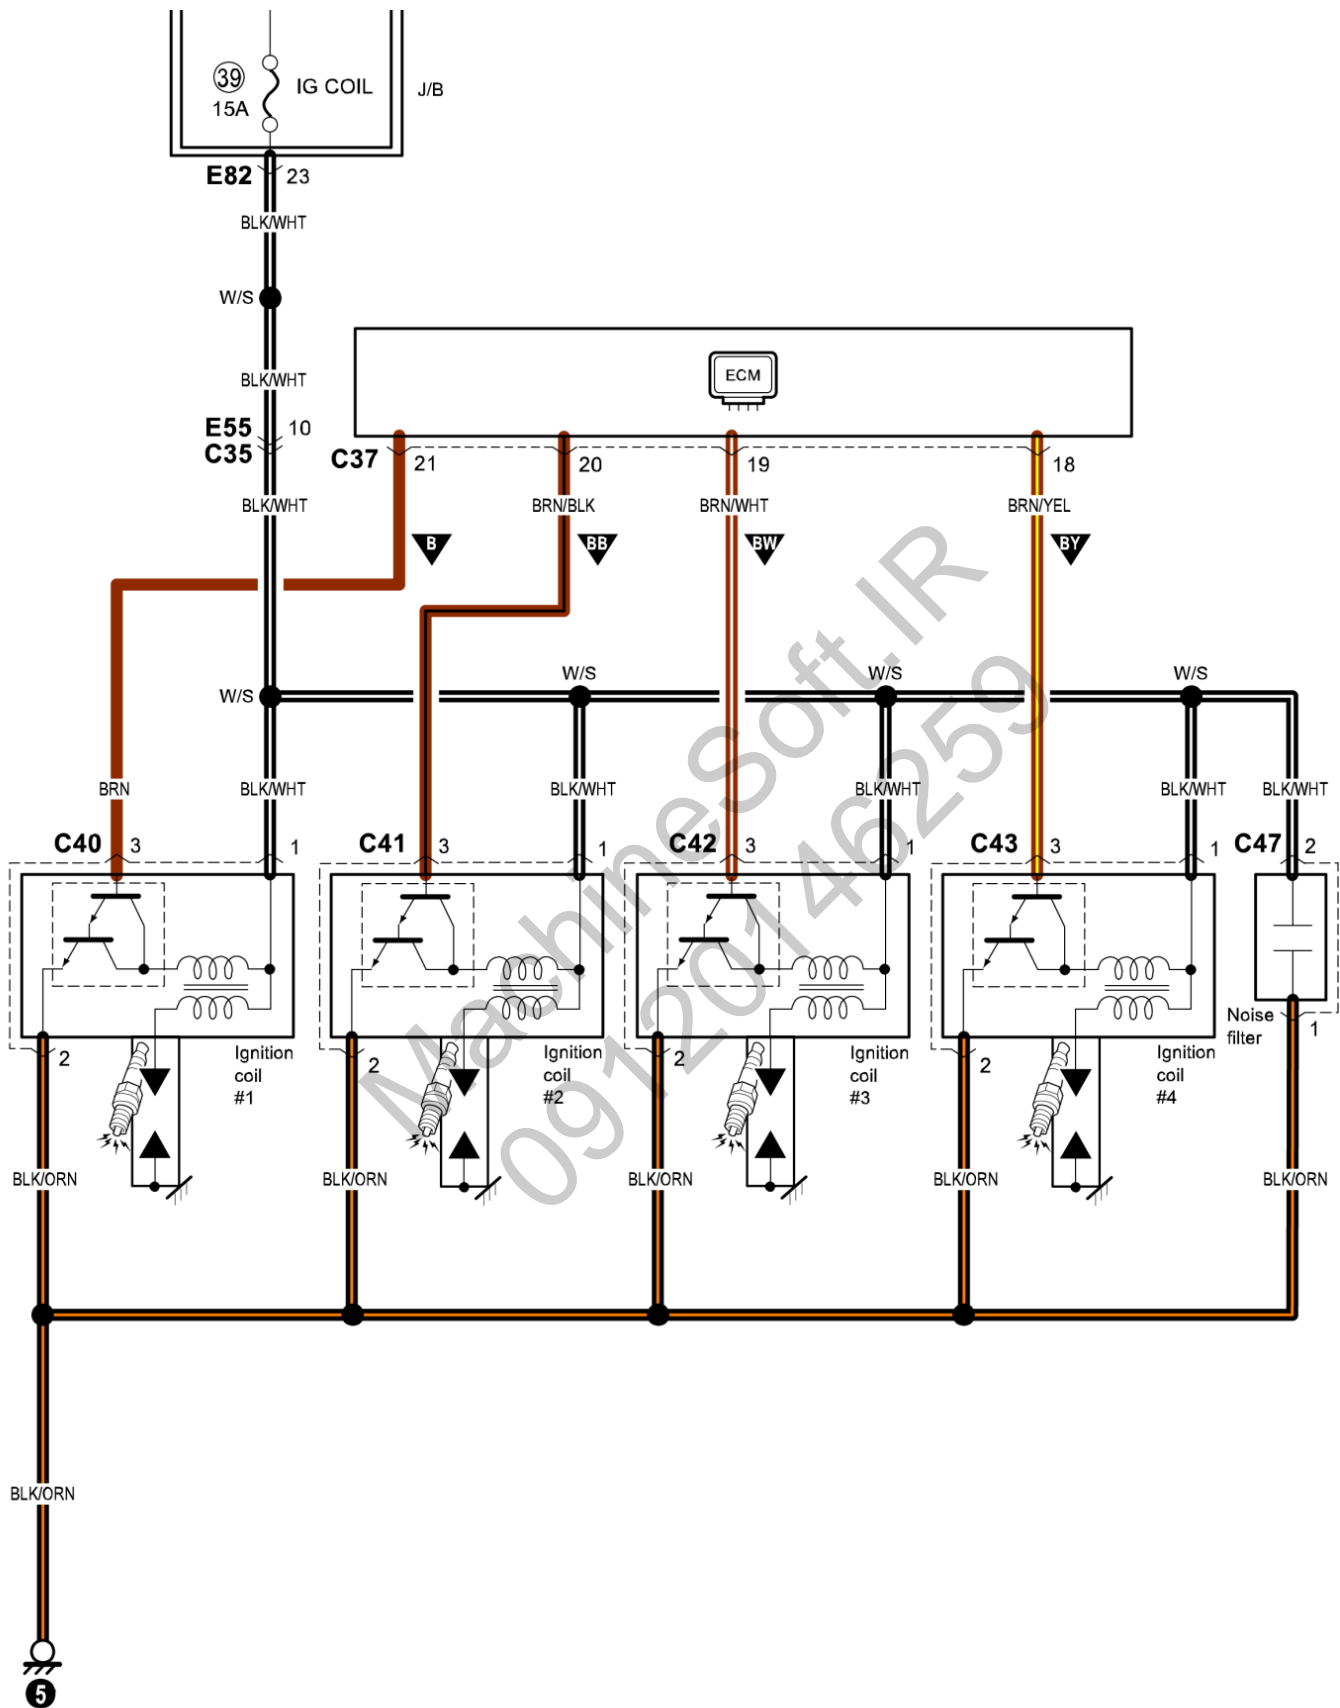 39
15A
IG COIL
J/B
E82 23
BLK/WHT
W/S
ECM
BLK/WHT
E55 10
C35
C37 21 20 19 18
BLK/WHT BRN/BLK BRN/WHT BRN/YEL
B BB BW BY
W/S W/S W/S W/S
BRN BLK/WHT BLK/WHT BLK/WHT BLK/WHT BLK/WHT
C40 3 1 C41 3 1 C42 3 1 C43 3 1 C47 2
Noise
filter
1
2 Ignition
coil
#1
2 Ignition
coil
#2
2 Ignition
coil
#3
2 Ignition
coil
#4
BLK/ORN BLK/ORN BLK/ORN BLK/ORN BLK/ORN
BLK/ORN
5
MachineSoft.IR
09120146259